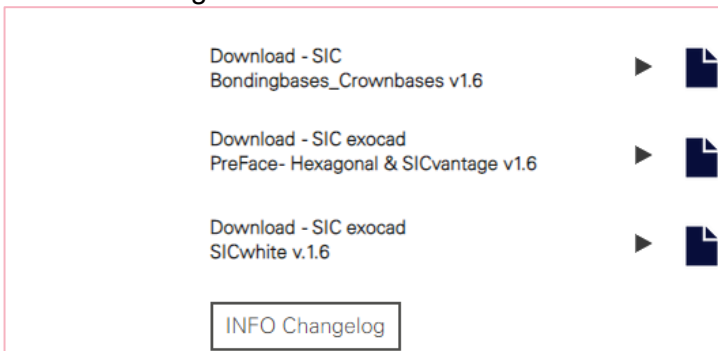 Download - SIC
Bondingbases_Crownbases v1.6
Download - SIC exocad
PreFace- Hexagonal & SICvantage v1.6
Download - SIC exocad
SICwhite v.1.6
INFO Changelog